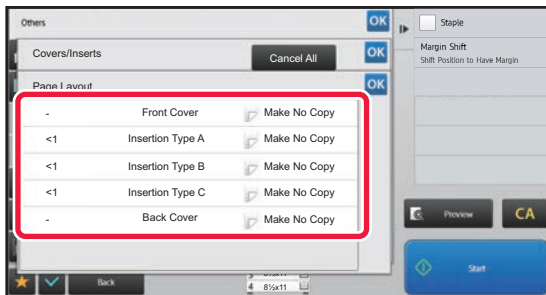 Others
OK
Staple
Covers/Inserts
Cancel All
OK
Margin Shift
Shift Position to Have Margin
Page Layout
OK
- Front Cover Make No Copy
<1 Insertion Type A Make No Copy
<1 Insertion Type B Make No Copy
<1 Insertion Type C Make No Copy
- Back Cover Make No Copy
Preview
CA
Back
4 8½x11
Start